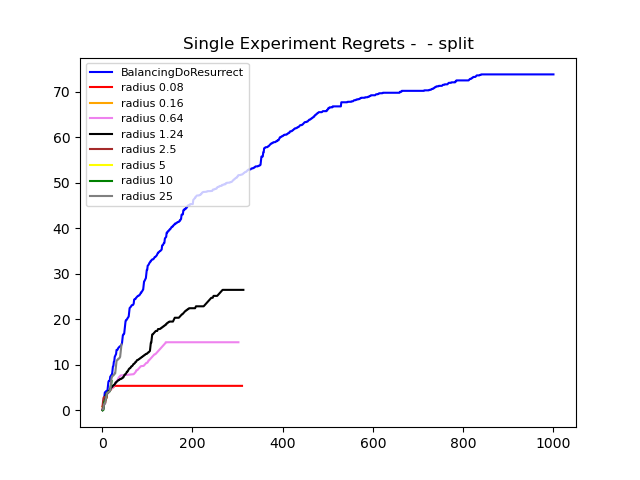 Single Experiment Regrets -  - split
BalancingDoResurrect
radius 0.08
radius 0.16
radius 0.64
radius 1.24
radius 2.5
radius 5
radius 10
radius 25
70
60
50
40
30
20
10
0
0 200 400 600 800 1000